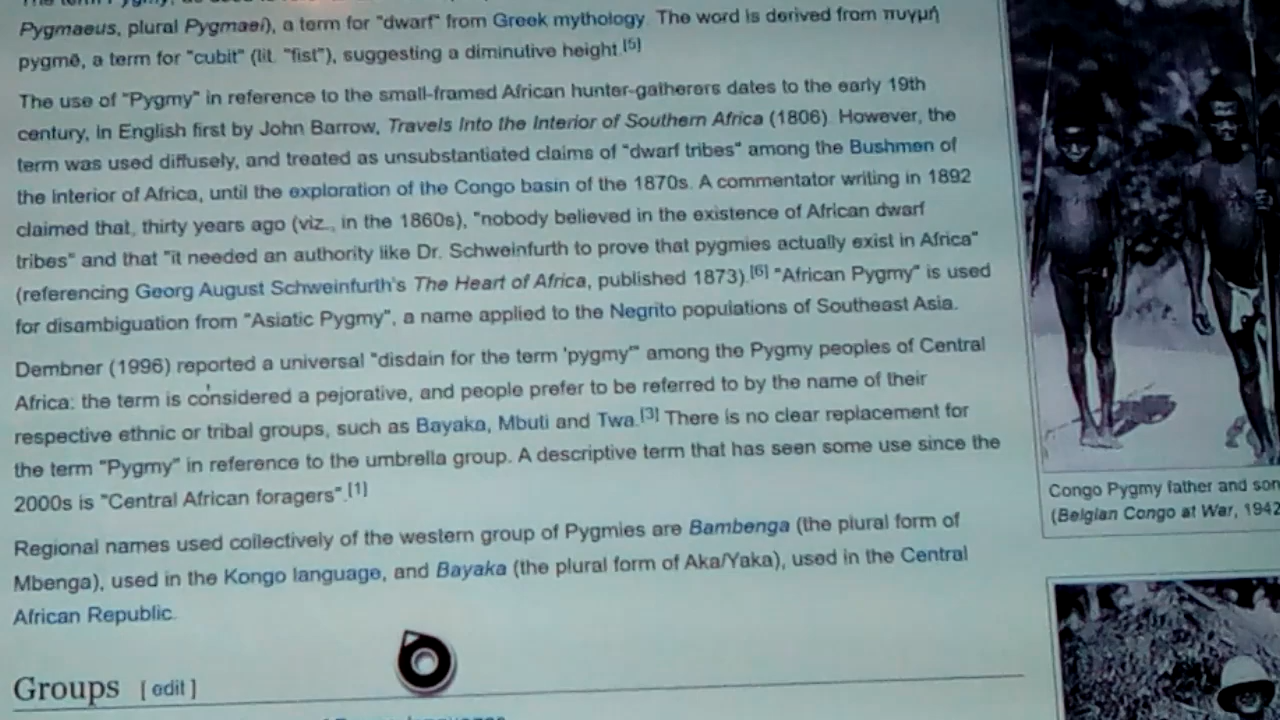 Pygmaeus, plural Pygmaei), a term for "dwarf" from Greek mythology. The word is derived from πυγμή
pygmē, a term for "cubit" (lit. "fist"), suggesting a diminutive height.[5]
The use of "Pygmy" in reference to the small-framed African hunter-gatherers dates to the early 19th
century, in English first by John Barrow, Travels Into the Interior of Southern Africa (1806). However, the
term was used diffusely, and treated as unsubstantiated claims of "dwarf tribes" among the Bushmen of
the interior of Africa, until the exploration of the Congo basin of the 1870s. A commentator writing in 1892
claimed that, thirty years ago (viz., in the 1860s), "nobody believed in the existence of African dwarf
tribes" and that "it needed an authority like Dr. Schweinfurth to prove that pygmies actually exist in Africa"
(referencing Georg August Schweinfurth's The Heart of Africa, published 1873).[6] "African Pygmy" is used
for disambiguation from "Asiatic Pygmy", a name applied to the Negrito populations of Southeast Asia.
Dembner (1996) reported a universal "disdain for the term 'pygmy'" among the Pygmy peoples of Central
Africa: the term is considered a pejorative, and people prefer to be referred to by the name of their
respective ethnic or tribal groups, such as Bayaka, Mbuti and Twa.[3] There is no clear replacement for
the term "Pygmy" in reference to the umbrella group. A descriptive term that has seen some use since the
2000s is "Central African foragers".[1]
Regional names used collectively of the western group of Pygmies are Bambenga (the plural form of
Mbenga), used in the Kongo language, and Bayaka (the plural form of Aka/Yaka), used in the Central
African Republic.
Groups [ edit ]
Congo Pygmy father and son
(Belgian Congo at War, 1942